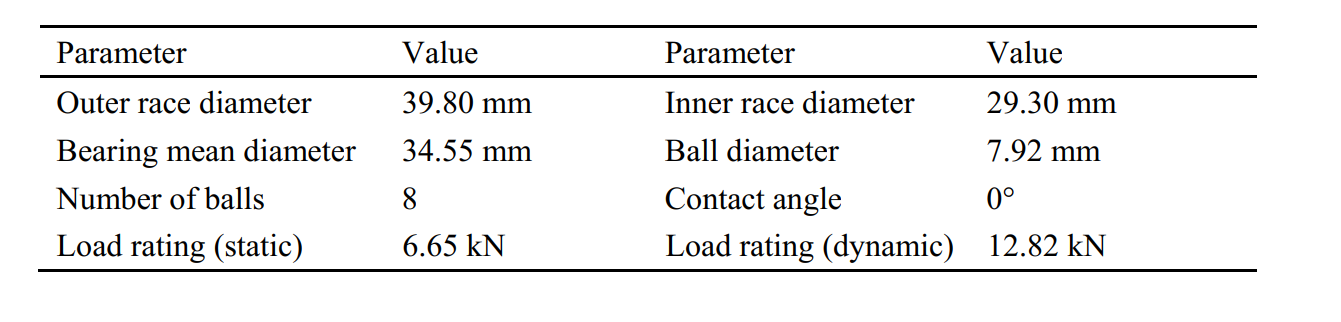 Parameter Value Parameter Value
Outer race diameter 39.80 mm Inner race diameter 29.30 mm
Bearing mean diameter 34.55 mm Ball diameter 7.92 mm
Number of balls 8 Contact angle 0°
Load rating (static) 6.65 kN Load rating (dynamic) 12.82 kN